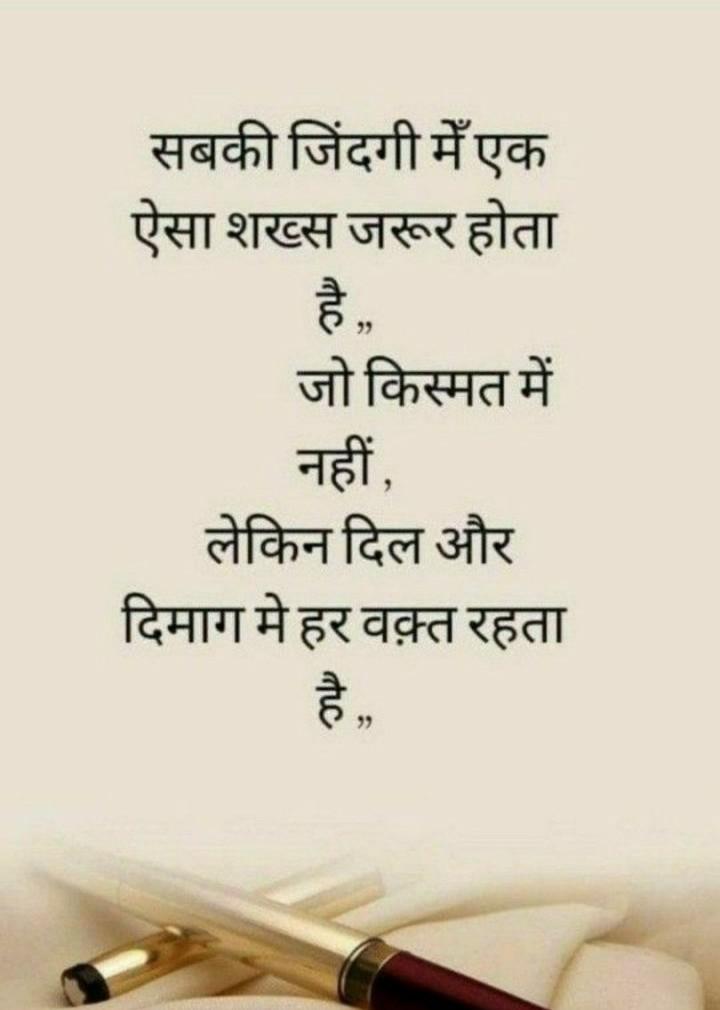 सबकी जिंदगी मेँ एक
ऐसा शख्स जरूर होता
है ,,
जो किस्मत में
नहीं ,
लेकिन दिल और
दिमाग मे हर वक़्त रहता
है ,,